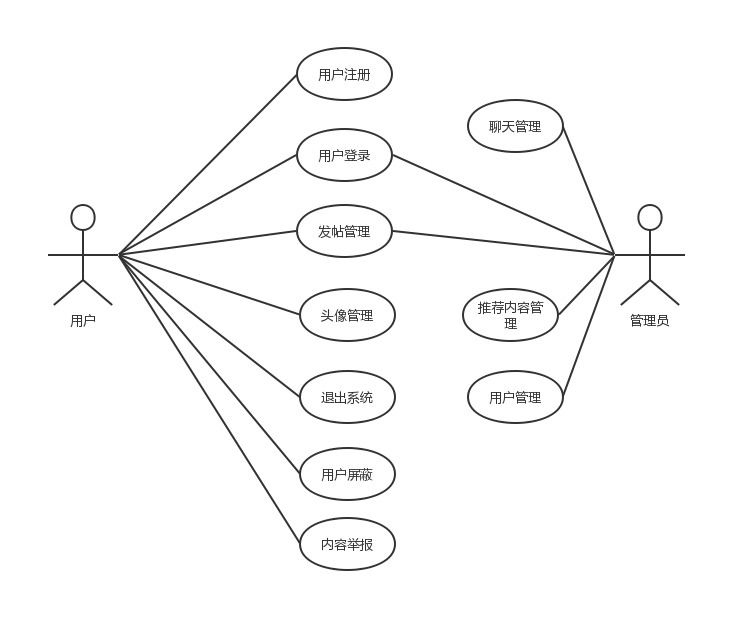 用户注册
聊天管理
用户登录
发帖管理
头像管理
推荐内容管
理
用户
管理员
退出系统
用户管理
用户屏蔽
内容举报